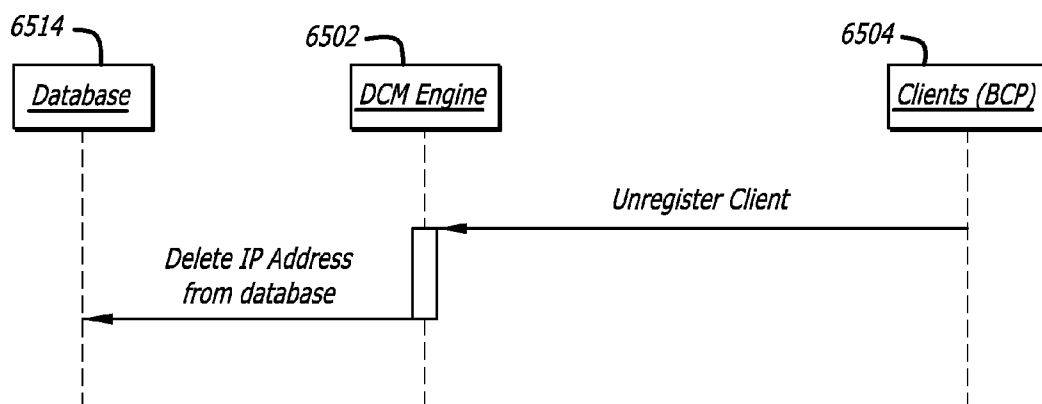 6514
6502
6504
Database
DCM Engine
Clients (BCP)
Unregister Client
Delete IP Address
from database